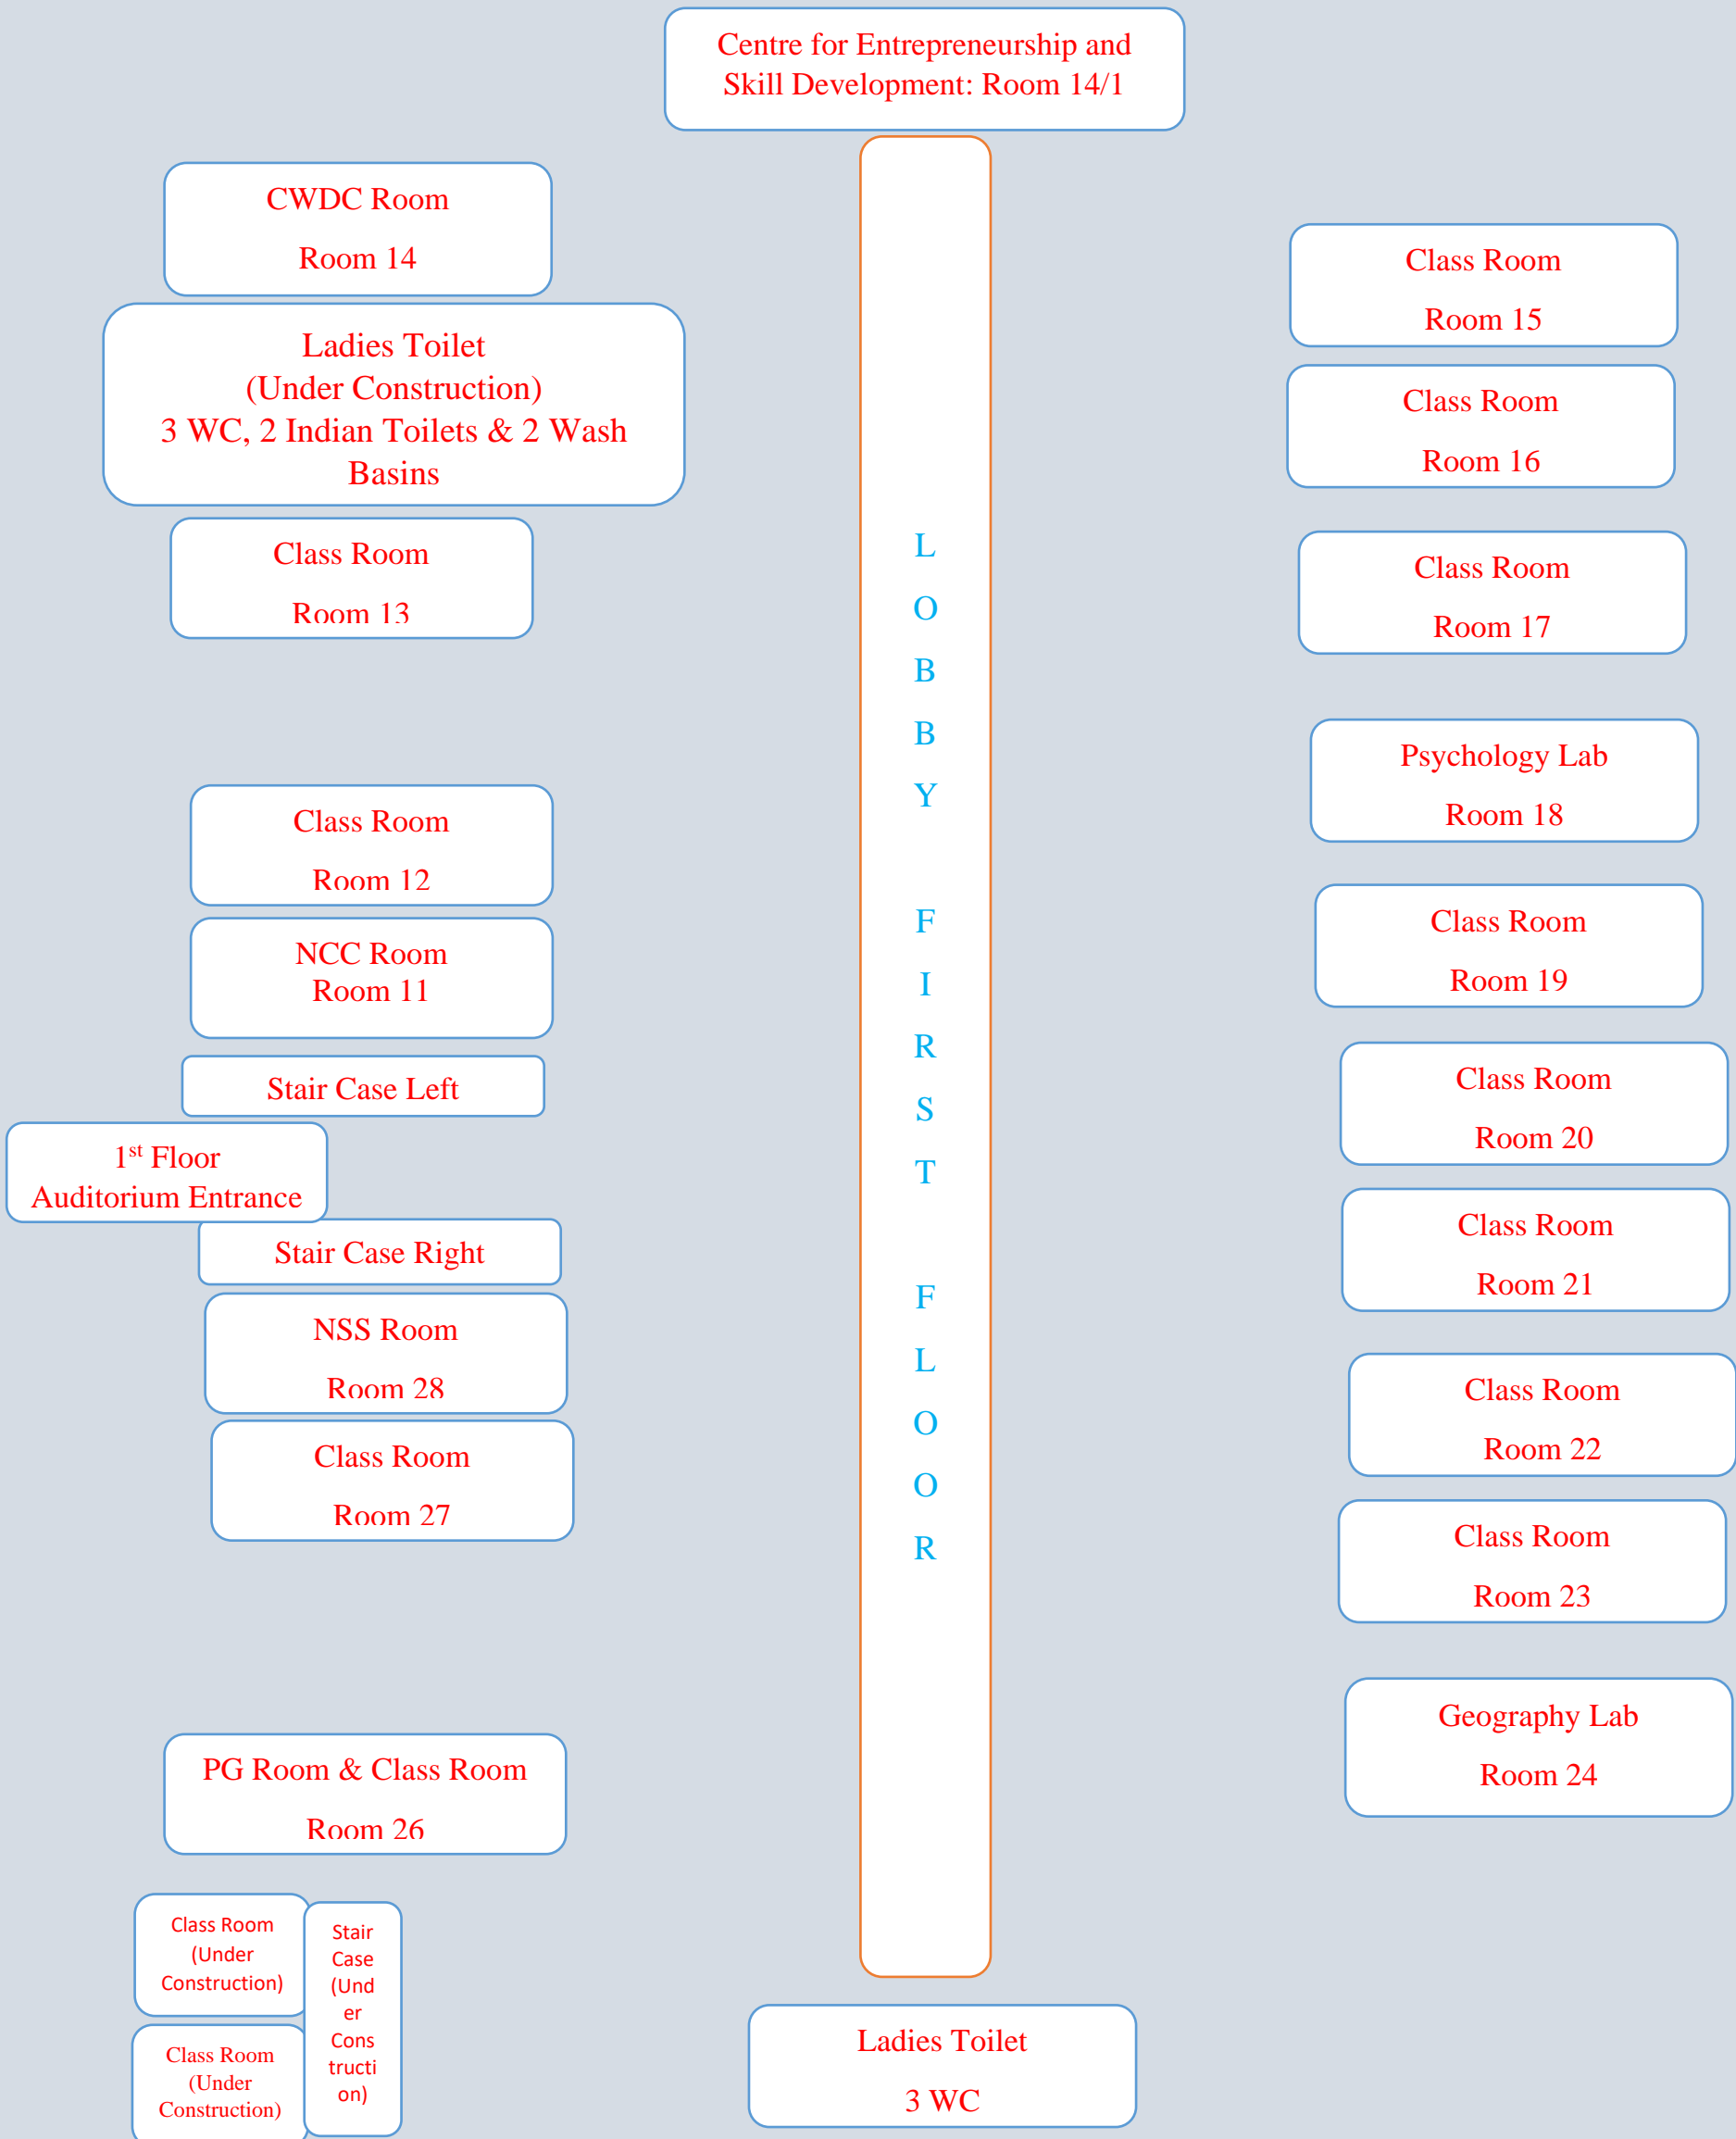 Centre for Entrepreneurship and
Skill Development: Room 14/1
CWDC Room
Room 14
Ladies Toilet
(Under Construction)
3 WC, 2 Indian Toilets & 2 Wash
Basins
Class Room
Room 13
Class Room
Room 12
NCC Room
Room 11
Stair Case Left
1st Floor
Auditorium Entrance
Stair Case Right
NSS Room
Room 28
Class Room
Room 27
PG Room & Class Room
Room 26
Class Room
(Under
Construction)
Class Room
(Under
Construction)
Stair
Case
(Und
er
Cons
tructi
on)
L
O
B
B
Y
F
I
R
S
T
F
L
O
O
R
Ladies Toilet
3 WC
Class Room
Room 15
Class Room
Room 16
Class Room
Room 17
Psychology Lab
Room 18
Class Room
Room 19
Class Room
Room 20
Class Room
Room 21
Class Room
Room 22
Class Room
Room 23
Geography Lab
Room 24